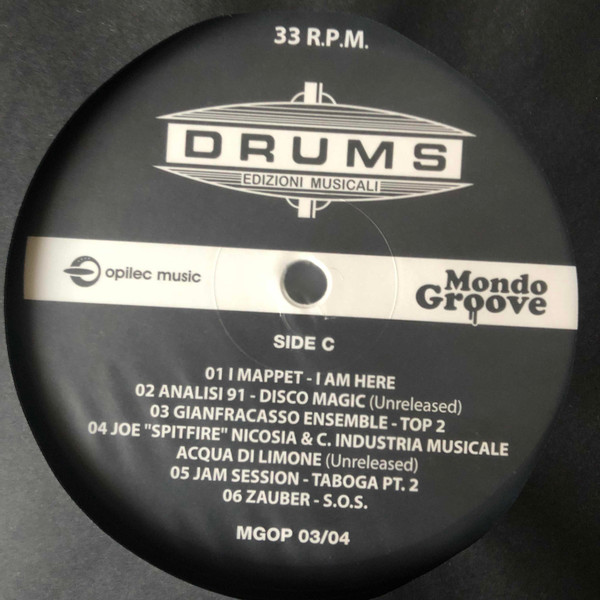 33 R.P.M.
DRUMS
EDIZIONI MUSICALI
opilec music
Mondo
Groove
SIDE C
01 I MAPPET - I AM HERE
02 ANALISI 91 - DISCO MAGIC (Unreleased)
03 GIANFRACASSO ENSEMBLE - TOP 2
04 JOE "SPITFIRE" NICOSIA & C. INDUSTRIA MUSICALE
ACQUA DI LIMONE (Unreleased)
05 JAM SESSION - TABOGA PT. 2
06 ZAUBER - S.O.S.
MGOP 03/04